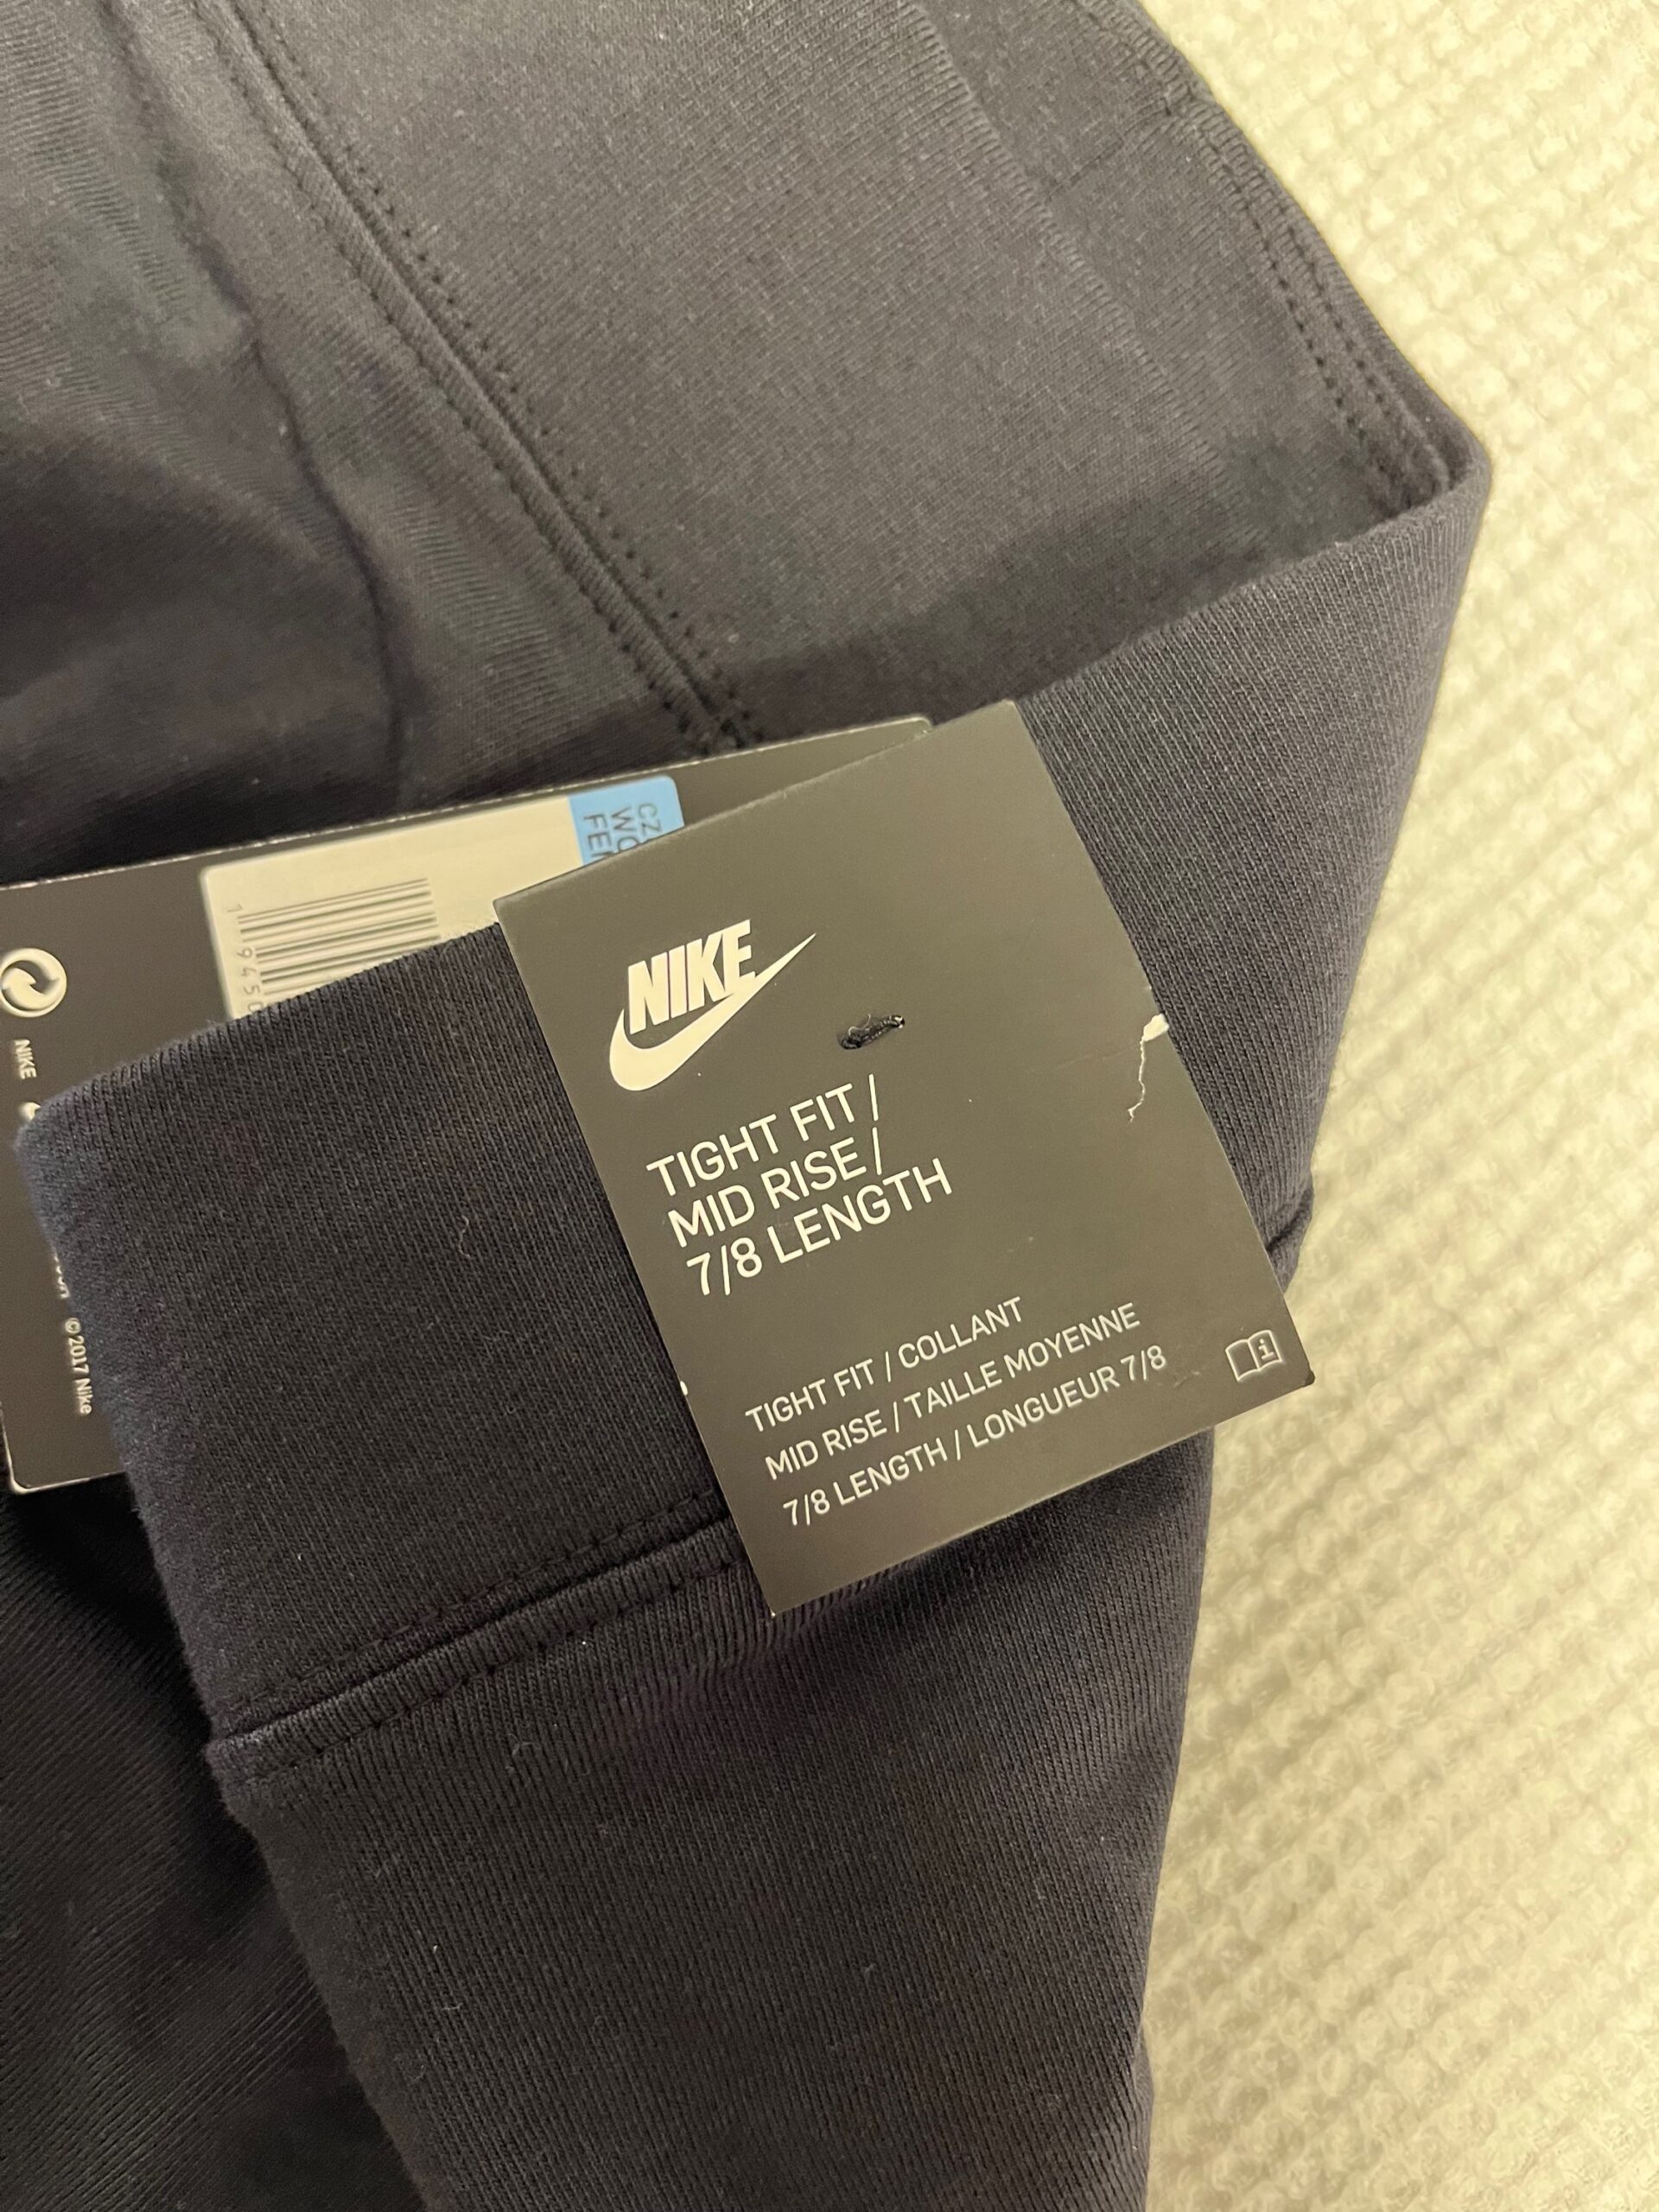 NIKE
TIGHT FIT /
MID RISE /
7/8 LENGTH
TIGHT FIT / COLLANT
MID RISE / TAILLE MOYENNE
7/8 LENGTH / LONGUEUR 7/8
NIKE
© 2017 Nike